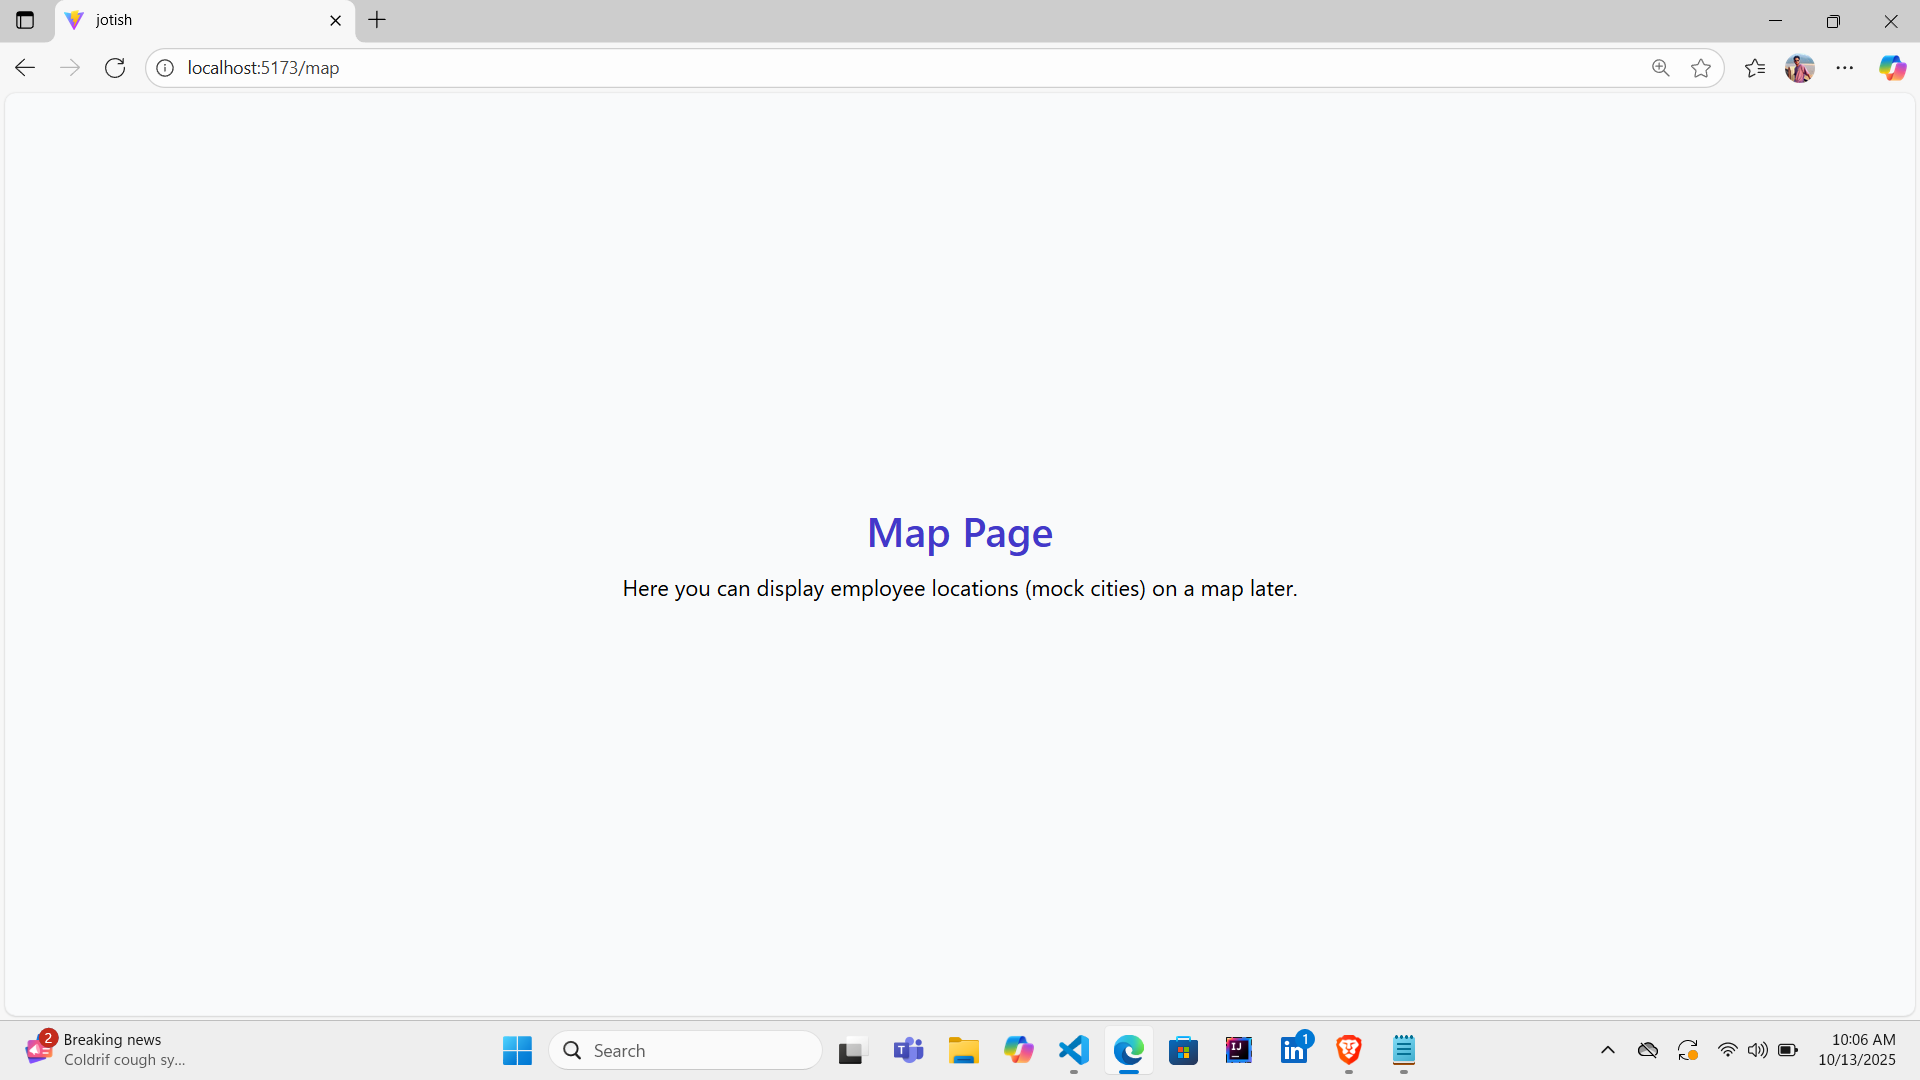 jotish
localhost:5173/map
Map Page
Here you can display employee locations (mock cities) on a map later.
2
Breaking news
Coldrif cough sy...
Search
1
10:06 AM
10/13/2025